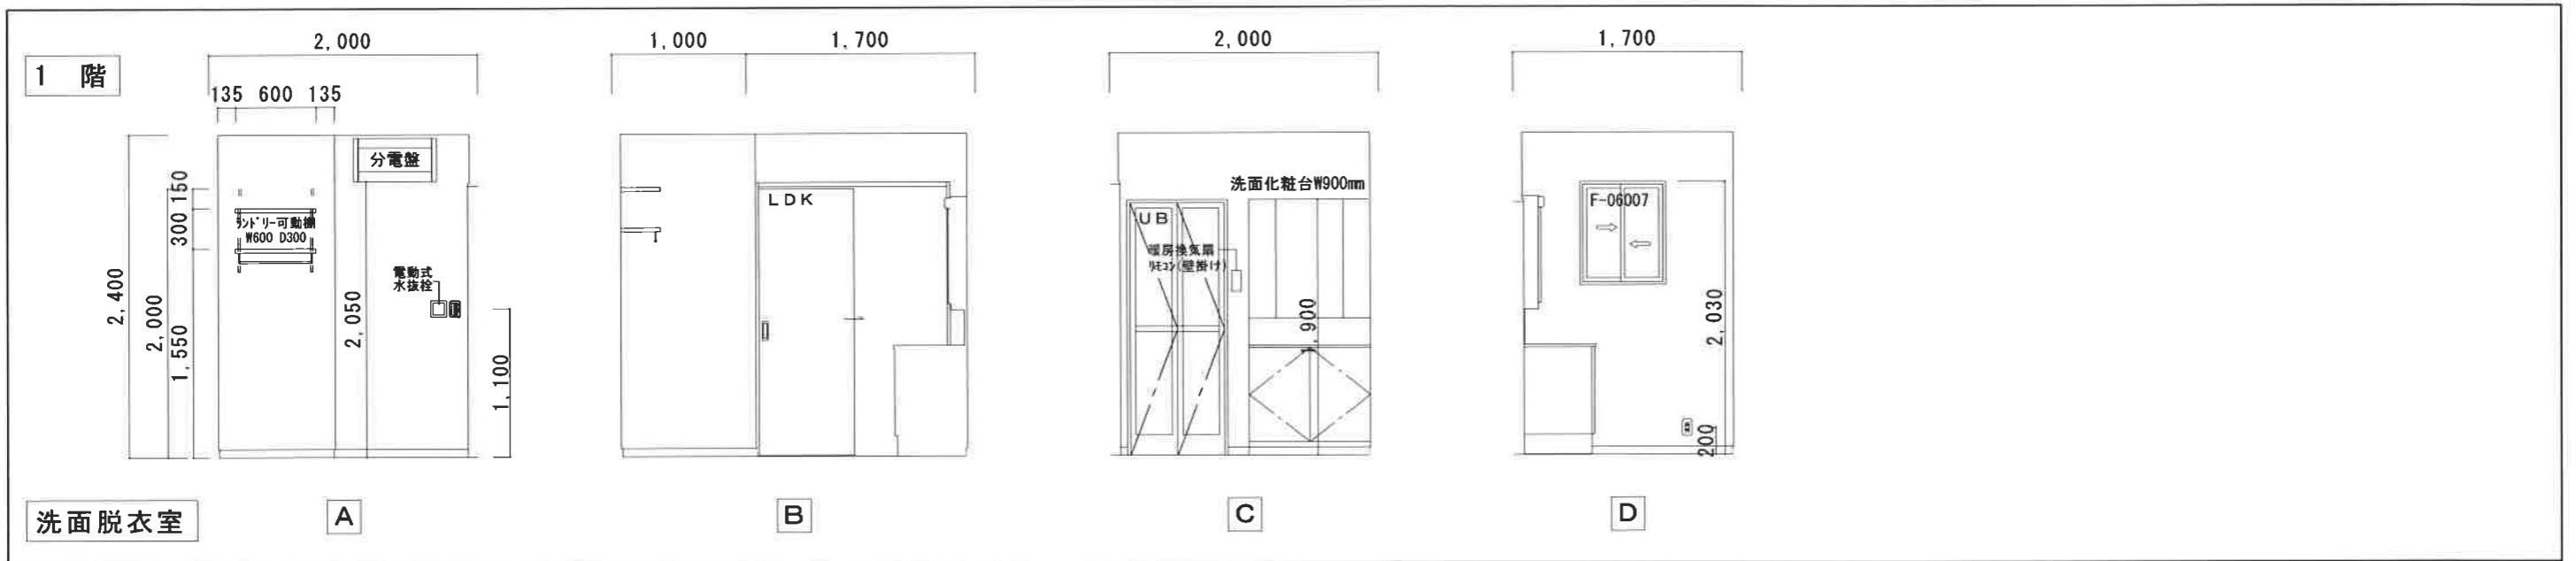 1 階
2,000
135 600 135
2,400
2,000
1,550
300
150
分電盤
ランドリー可動棚
W600 D300
電動式
水抜栓
2,050
1,100
A
1,000
1,700
LDK
B
2,000
洗面化粧台W900mm
UB
暖房換気扇
リモコン(壁掛け)
C
1,700
F-06007
2,030
200
D
洗面脱衣室